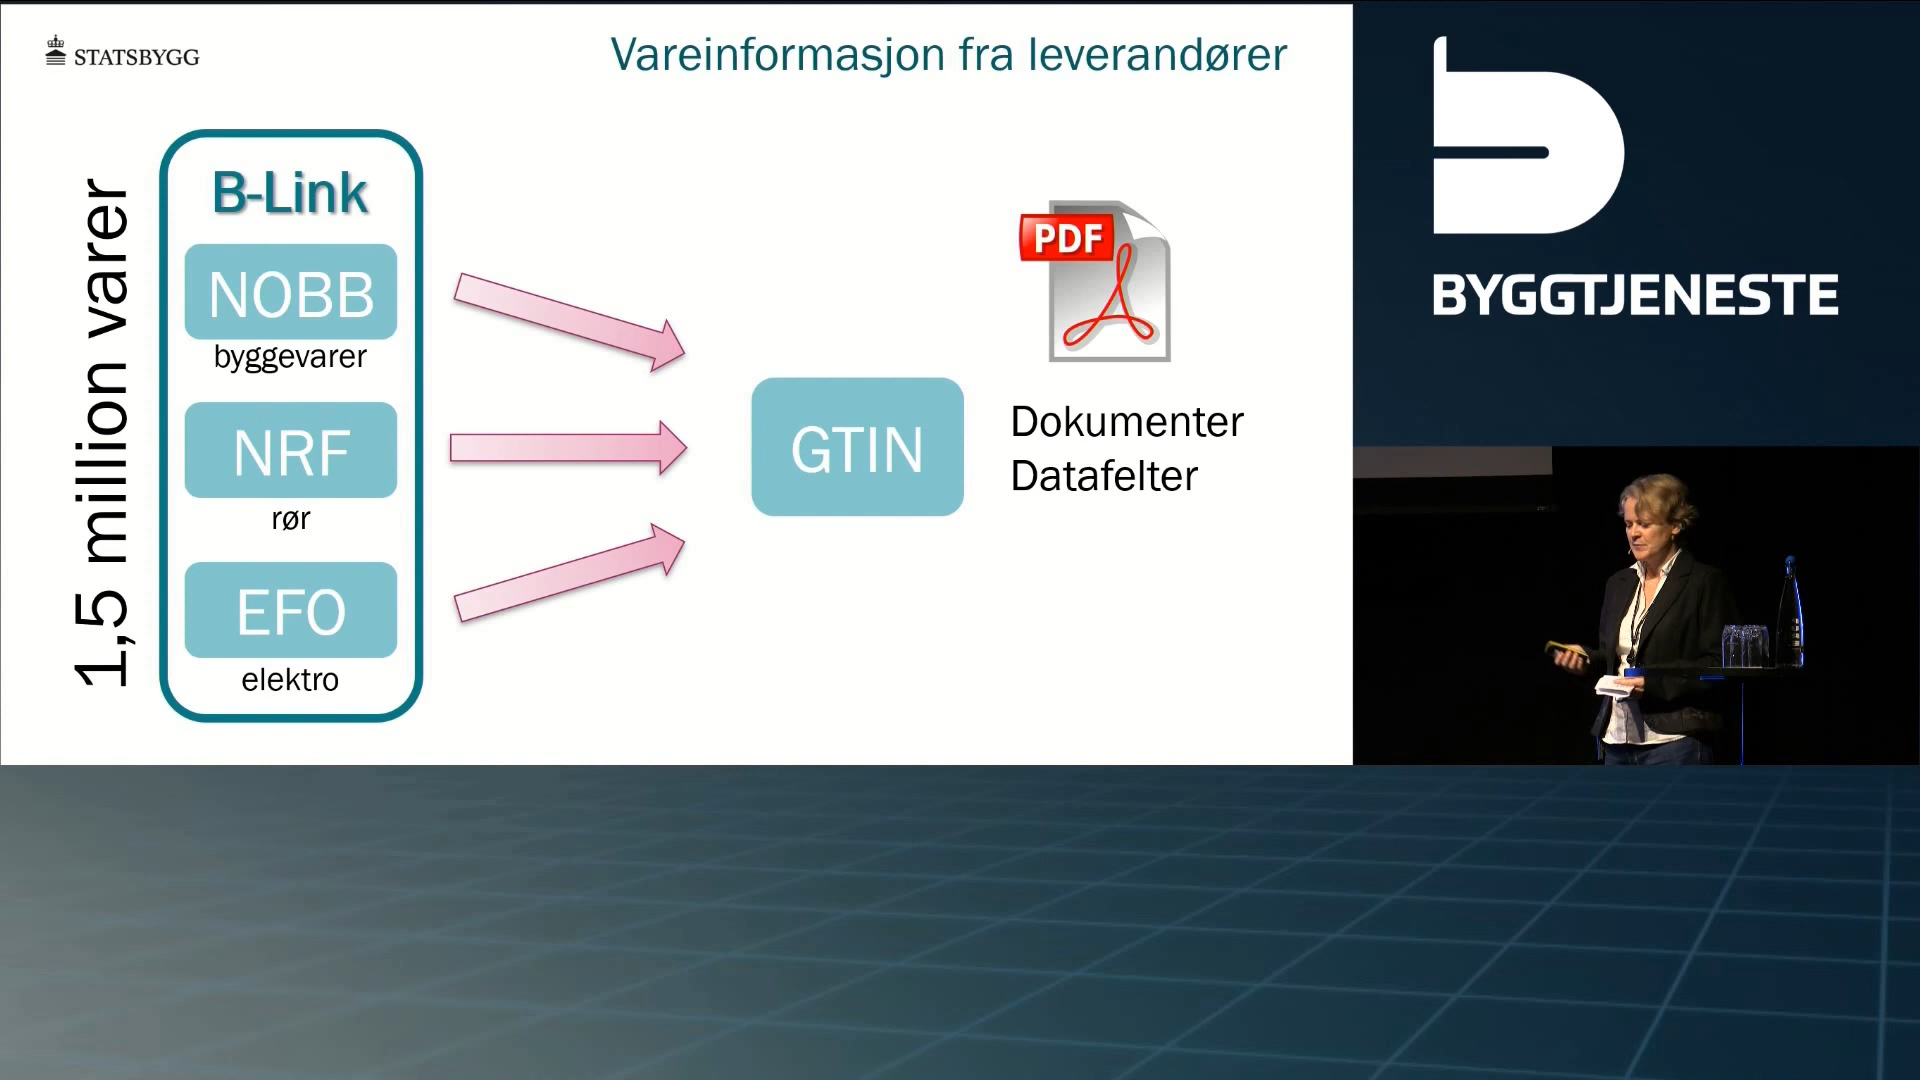 STATSBYGG
Vareinformasjon fra leverandører
1,5 million varer
B-Link
NOBB
byggevarer
NRF
rør
EFO
elektro
GTIN
PDF
Dokumenter
Datafelter
BYGGTJENESTE